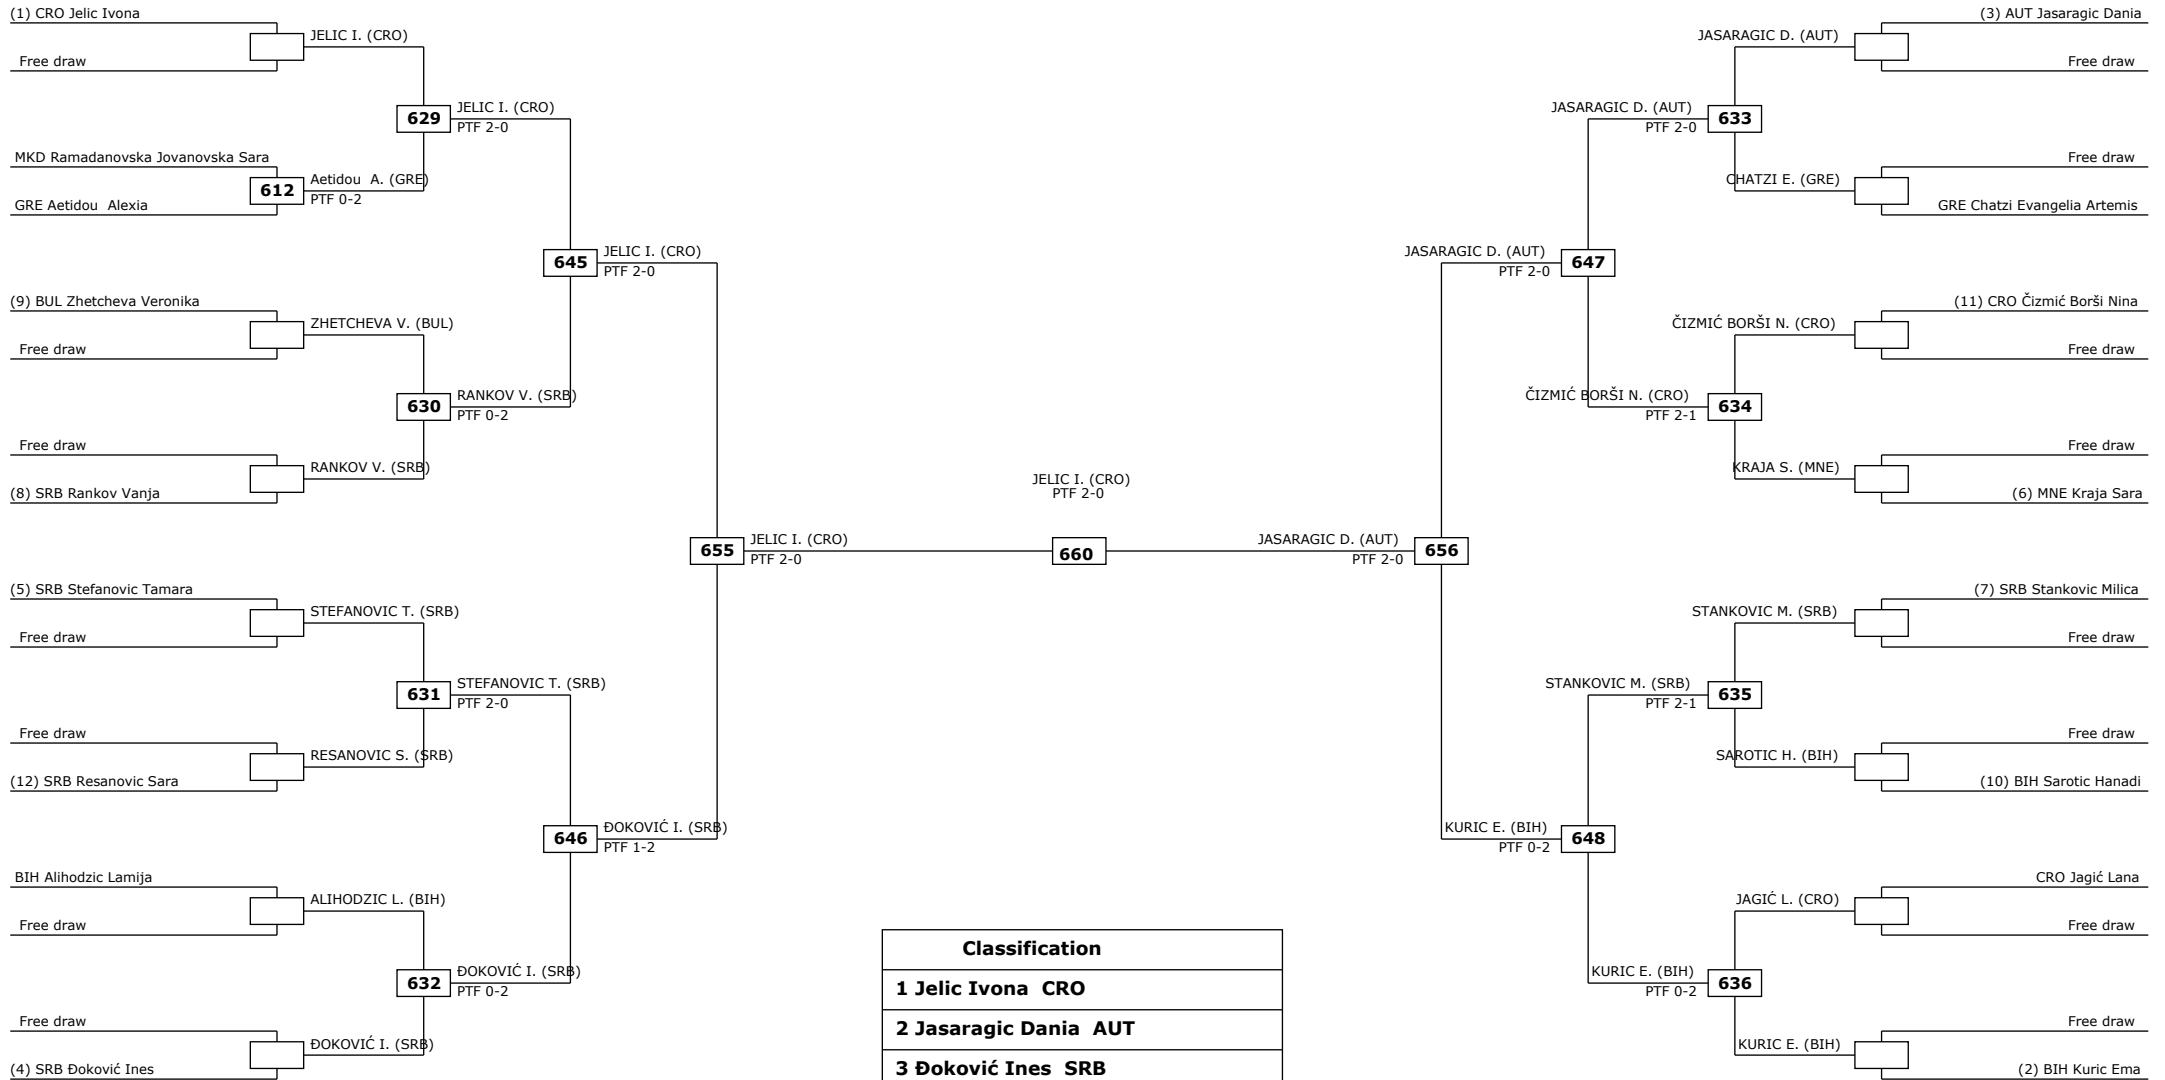 (1) CRO Jelic Ivona
JELIC I. (CRO)
Free draw
629
JELIC I. (CRO)
PTF 2-0
MKD Ramadanovska Jovanovska Sara
612
Aetidou  A. (GRE)
PTF 0-2
GRE Aetidou  Alexia
645
JELIC I. (CRO)
PTF 2-0
(9) BUL Zhetcheva Veronika
ZHETCHEVA V. (BUL)
Free draw
630
RANKOV V. (SRB)
PTF 0-2
Free draw
RANKOV V. (SRB)
(8) SRB Rankov Vanja
655
JELIC I. (CRO)
PTF 2-0
(5) SRB Stefanovic Tamara
STEFANOVIC T. (SRB)
Free draw
631
STEFANOVIC T. (SRB)
PTF 2-0
Free draw
RESANOVIC S. (SRB)
(12) SRB Resanovic Sara
646
ĐOKOVIĆ I. (SRB)
PTF 1-2
BIH Alihodzic Lamija
ALIHODZIC L. (BIH)
Free draw
632
ĐOKOVIĆ I. (SRB)
PTF 0-2
Free draw
ĐOKOVIĆ I. (SRB)
(4) SRB Đoković Ines
JELIC I. (CRO)
PTF 2-0
660
(3) AUT Jasaragic Dania
JASARAGIC D. (AUT)
Free draw
JASARAGIC D. (AUT)
PTF 2-0
633
Free draw
CHATZI E. (GRE)
GRE Chatzi Evangelia Artemis
JASARAGIC D. (AUT)
PTF 2-0
647
(11) CRO Čizmić Borši Nina
ČIZMIĆ BORŠI N. (CRO)
Free draw
ČIZMIĆ BORŠI N. (CRO)
PTF 2-1
634
Free draw
KRAJA S. (MNE)
(6) MNE Kraja Sara
JASARAGIC D. (AUT)
PTF 2-0
656
(7) SRB Stankovic Milica
STANKOVIC M. (SRB)
Free draw
STANKOVIC M. (SRB)
PTF 2-1
635
Free draw
SAROTIC H. (BIH)
(10) BIH Sarotic Hanadi
KURIC E. (BIH)
PTF 0-2
648
CRO Jagić Lana
JAGIĆ L. (CRO)
Free draw
KURIC E. (BIH)
PTF 0-2
636
Free draw
KURIC E. (BIH)
(2) BIH Kuric Ema
Classification
1 Jelic Ivona  CRO
2 Jasaragic Dania  AUT
3 Đoković Ines  SRB